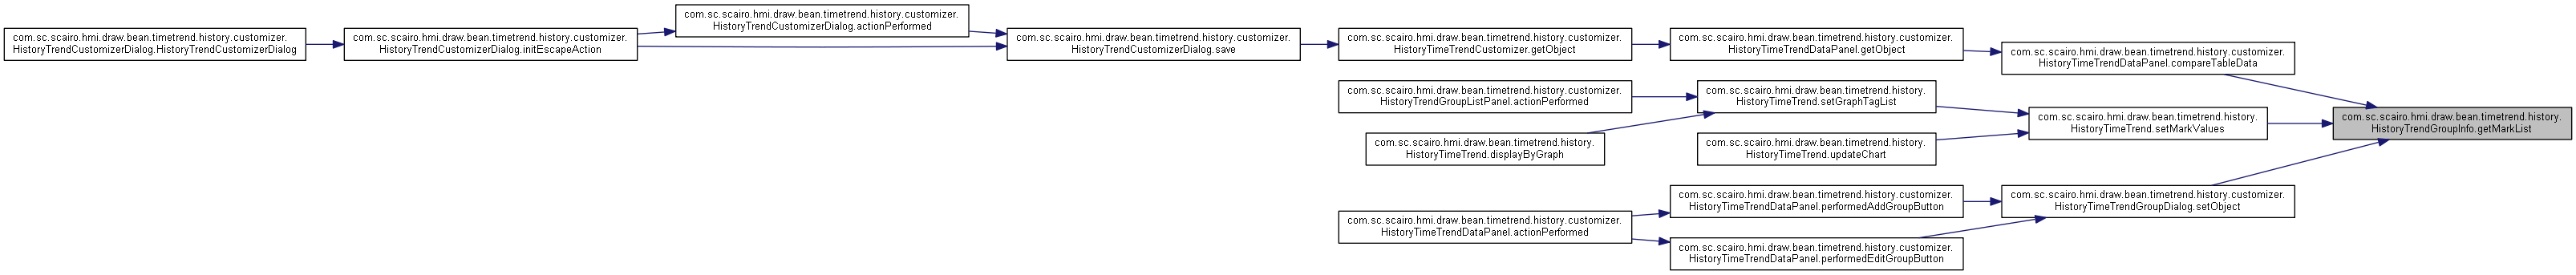 com.sc.scairo.hmi.draw.bean.timetrend.history.customizer.
HistoryTrendCustomizerDialog.HistoryTrendCustomizerDialog
com.sc.scairo.hmi.draw.bean.timetrend.history.customizer.
HistoryTrendCustomizerDialog.initEscapeAction
com.sc.scairo.hmi.draw.bean.timetrend.history.customizer.
HistoryTrendCustomizerDialog.actionPerformed
com.sc.scairo.hmi.draw.bean.timetrend.history.customizer.
HistoryTrendCustomizerDialog.save
com.sc.scairo.hmi.draw.bean.timetrend.history.customizer.
HistoryTimeTrendCustomizer.getObject
com.sc.scairo.hmi.draw.bean.timetrend.history.customizer.
HistoryTimeTrendDataPanel.getObject
com.sc.scairo.hmi.draw.bean.timetrend.history.customizer.
HistoryTimeTrendDataPanel.compareTableData
com.sc.scairo.hmi.draw.bean.timetrend.history.customizer.
HistoryTrendGroupListPanel.actionPerformed
com.sc.scairo.hmi.draw.bean.timetrend.history.
HistoryTimeTrend.setGraphTagList
com.sc.scairo.hmi.draw.bean.timetrend.history.
HistoryTimeTrend.displayByGraph
com.sc.scairo.hmi.draw.bean.timetrend.history.
HistoryTimeTrend.updateChart
com.sc.scairo.hmi.draw.bean.timetrend.history.
HistoryTimeTrend.setMarkValues
com.sc.scairo.hmi.draw.bean.timetrend.history.
HistoryTrendGroupInfo.getMarkList
com.sc.scairo.hmi.draw.bean.timetrend.history.customizer.
HistoryTimeTrendDataPanel.actionPerformed
com.sc.scairo.hmi.draw.bean.timetrend.history.customizer.
HistoryTimeTrendDataPanel.performedAddGroupButton
com.sc.scairo.hmi.draw.bean.timetrend.history.customizer.
HistoryTimeTrendDataPanel.performedEditGroupButton
com.sc.scairo.hmi.draw.bean.timetrend.history.customizer.
HistoryTimeTrendGroupDialog.setObject